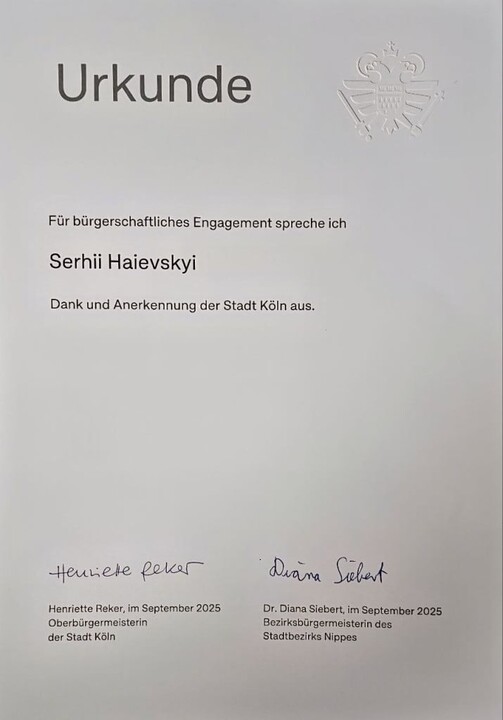 Urkunde
Für bürgerschaftliches Engagement spreche ich
Serhii Haievskyi
Dank und Anerkennung der Stadt Köln aus.
Henriette Reker
Diana Siebert
Henriette Reker, im September 2025
Oberbürgermeisterin
der Stadt Köln
Dr. Diana Siebert, im September 2025
Bezirksbürgermeisterin des
Stadtbezirks Nippes